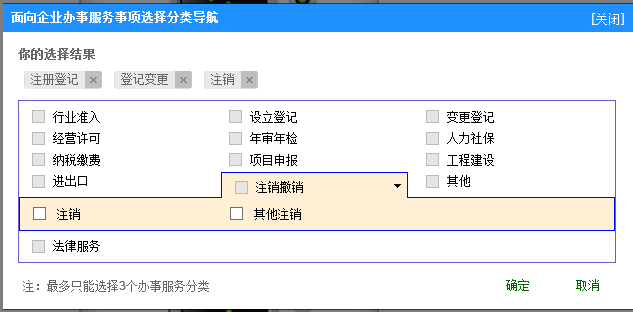 面向企业办事服务事项选择分类导航 [关闭]
你的选择结果
注册登记 × 登记变更 × 注销 ×
行业准入 设立登记 变更登记
经营许可 年审年检 人力社保
纳税缴费 项目申报 工程建设
进出口 注销撤销 其他
注销 其他注销
法律服务
注：最多只能选择3个办事服务分类 确定 取消